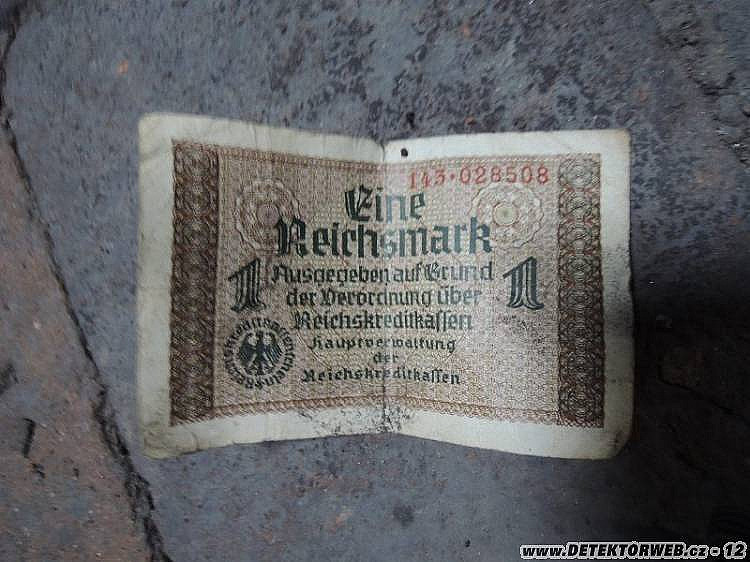 143·028508
Eine
Reichsmark
1 Ausgegeben auf Grund 1
der Verordnung über
Reichskreditkassen
Hauptverwaltung
der
Reichskreditkassen
www.DETEKTORWEB.cz - 12